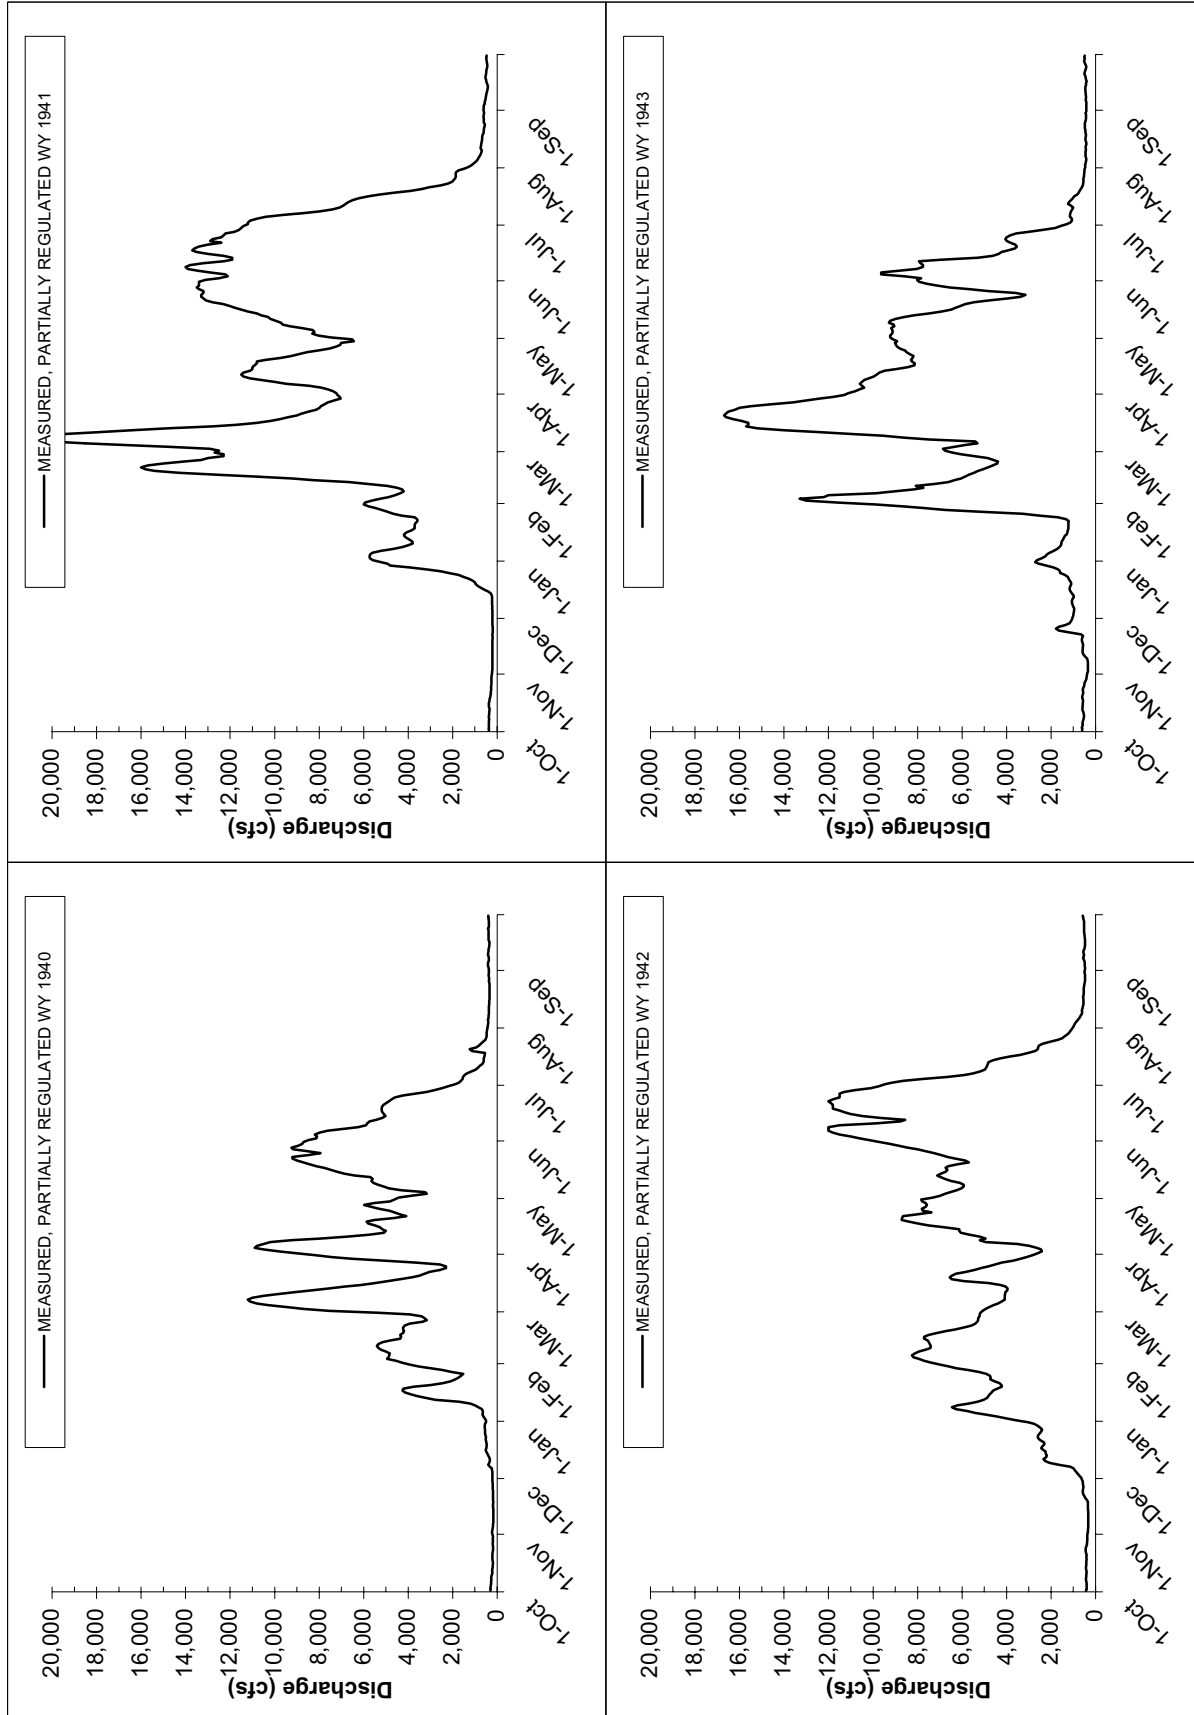 MEASURED, PARTIALLY REGULATED WY 1940
Discharge (cfs)
20,000
18,000
16,000
14,000
12,000
10,000
8,000
6,000
4,000
2,000
0
1-Oct
1-Nov
1-Dec
1-Jan
1-Feb
1-Mar
1-Apr
1-May
1-Jun
1-Jul
1-Aug
1-Sep
MEASURED, PARTIALLY REGULATED WY 1941
Discharge (cfs)
20,000
18,000
16,000
14,000
12,000
10,000
8,000
6,000
4,000
2,000
0
1-Oct
1-Nov
1-Dec
1-Jan
1-Feb
1-Mar
1-Apr
1-May
1-Jun
1-Jul
1-Aug
1-Sep
MEASURED, PARTIALLY REGULATED WY 1942
Discharge (cfs)
20,000
18,000
16,000
14,000
12,000
10,000
8,000
6,000
4,000
2,000
0
1-Oct
1-Nov
1-Dec
1-Jan
1-Feb
1-Mar
1-Apr
1-May
1-Jun
1-Jul
1-Aug
1-Sep
MEASURED, PARTIALLY REGULATED WY 1943
Discharge (cfs)
20,000
18,000
16,000
14,000
12,000
10,000
8,000
6,000
4,000
2,000
0
1-Oct
1-Nov
1-Dec
1-Jan
1-Feb
1-Mar
1-Apr
1-May
1-Jun
1-Jul
1-Aug
1-Sep